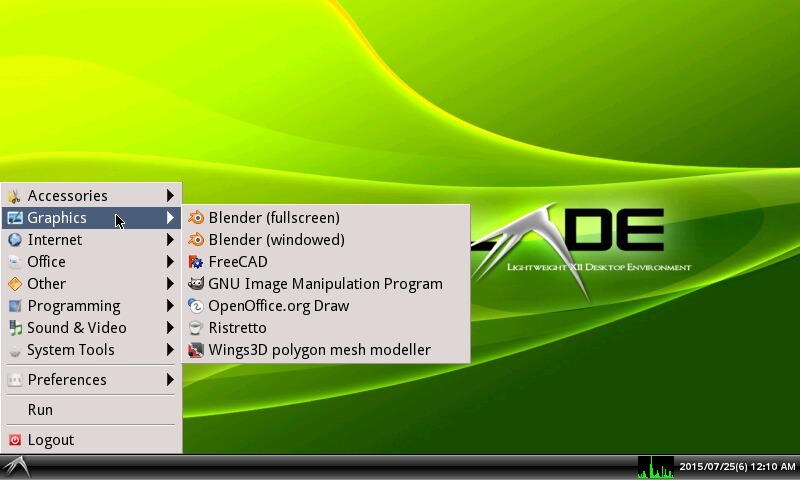 Accessories
Graphics
Internet
Office
Other
Programming
Sound & Video
System Tools
Preferences
Run
Logout
Blender (fullscreen)
Blender (windowed)
FreeCAD
GNU Image Manipulation Program
OpenOffice.org Draw
Ristretto
Wings3D polygon mesh modeller
DE
Lightweight X11 Desktop Environment
2015/07/25(6) 12:10 AM